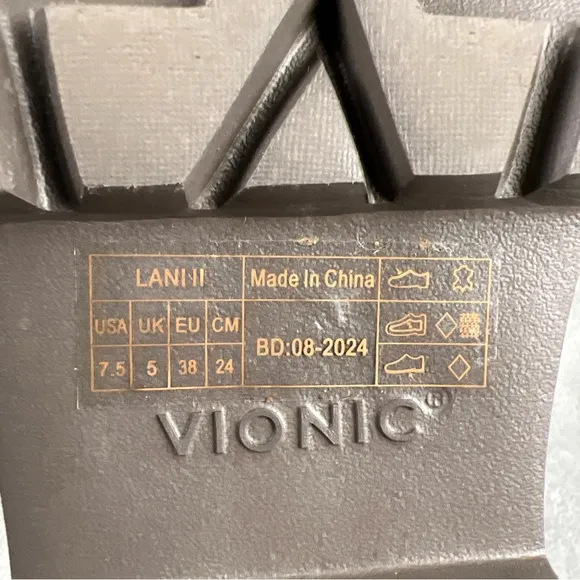 LANI II Made In China
USA UK EU CM
BD:08-2024
7.5 5 38 24
VIONIC®